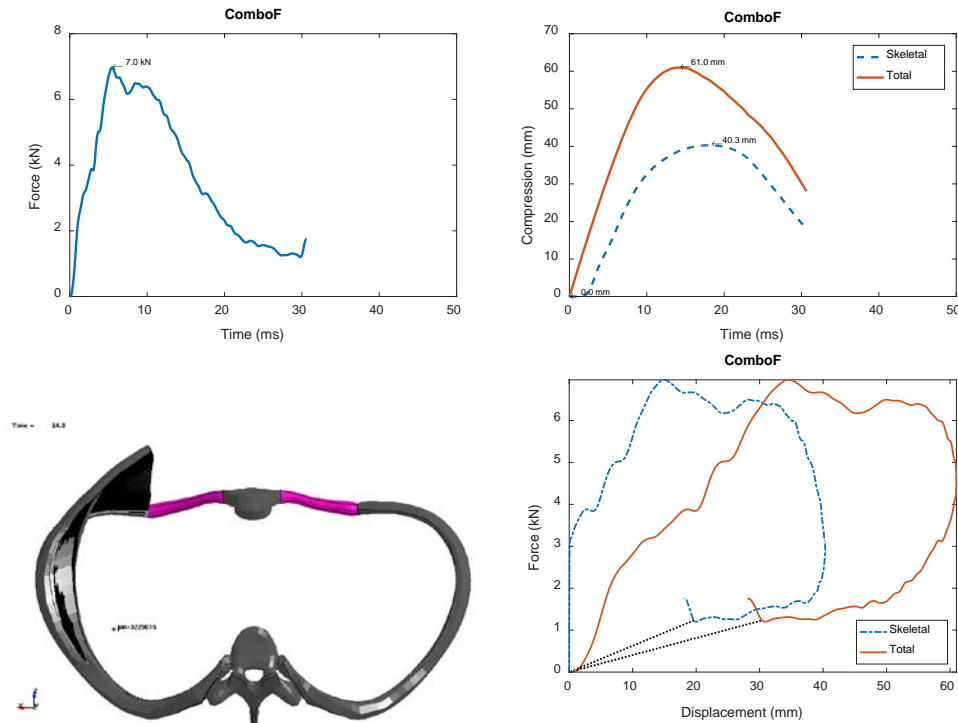 ComboF
8
6
4
2
0
Force (kN)
7.0 kN
0
10
20
30
40
50
Time (ms)
ComboF
70
60
50
40
30
20
10
0
Compression (mm)
61.0 mm
40.3 mm
0.0 mm
Skeletal
Total
0
10
20
30
40
50
Time (ms)
Time = 14.3
ComboF
6
5
4
3
2
1
0
Force (kN)
Skeletal
Total
0
10
20
30
40
50
60
Displacement (mm)